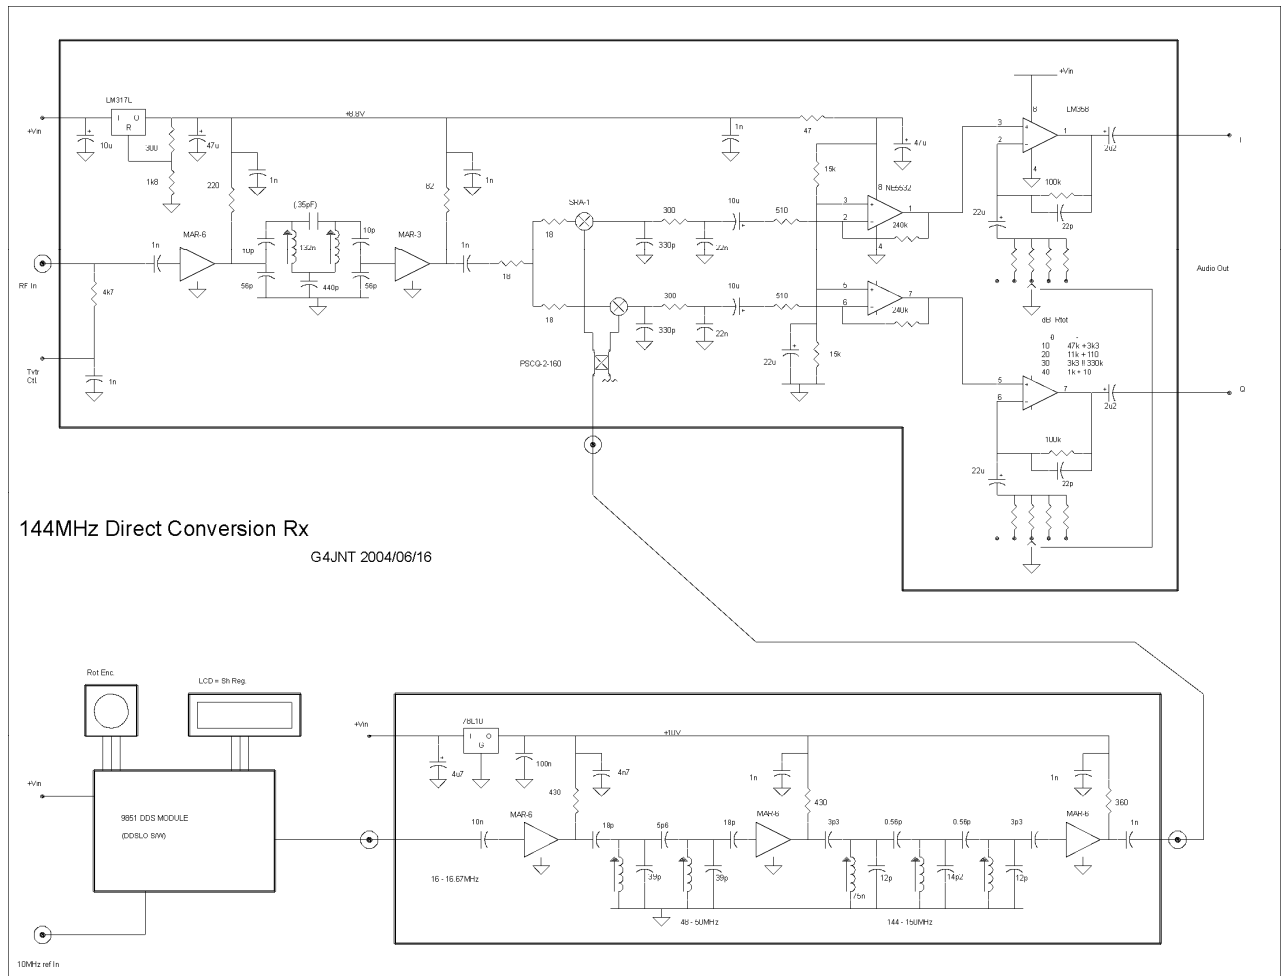 +Vin
LM317L
I O
R
+8.8V
10u
300
47u
1k8
220
1n
82
1n
1n
47
47u
+Vin
8
LM358
3
2
1
4
2u2
I
100k
22p
22u
15k
8 NE5532
3
2
1
240k
4
SRA-1
18
300
10u
510
330p
22n
RF In
1n
MAR-6
(.35pF)
10p
10p
132n
56p
440p
56p
MAR-3
1n
18
4k7
Tvtr
Ctl
1n
18
300
10u
510
330p
22n
5
6
7
240k
22u
15k
PSCQ-2-160
Audio Out
dB Rtot
0 -
10 47k + 3k3
20 11k + 110
30 3k3 // 330k
40 1k + 10
5
6
7
2u2
Q
100k
22p
22u
144MHz Direct Conversion Rx
G4JNT 2004/06/16
Rot Enc.
LCD = Sh Reg.
+Vin
9851 DDS MODULE
(DDSLO S/W)
10MHz ref In
+Vin
78L10
I O
G
+10V
4u7
100n
430
4n7
1n
430
1n
360
10n
MAR-6
18p
5p6
18p
MAR-6
3p3
0.56p
0.56p
3p3
MAR-6
1n
39p
39p
12p
14p2
12p
75n
16 - 16.67MHz
48 - 50MHz
144 - 150MHz